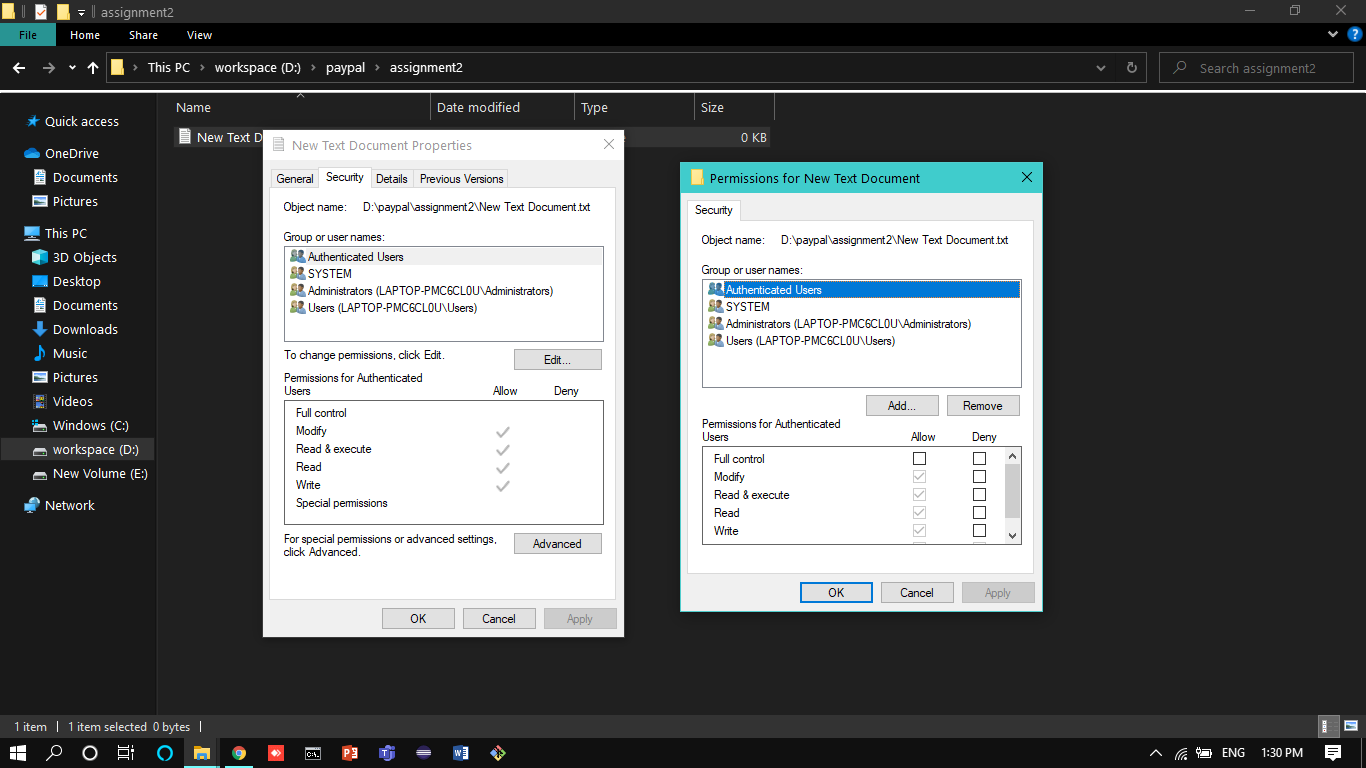 assignment2
File Home Share View
This PC workspace (D:) paypal assignment2
Search assignment2
Name Date modified Type Size
New Text D 0 KB
Quick access
OneDrive
Documents
Pictures
This PC
3D Objects
Desktop
Documents
Downloads
Music
Pictures
Videos
Windows (C:)
workspace (D:)
New Volume (E:)
Network
New Text Document Properties
General Security Details Previous Versions
Object name: D:\paypal\assignment2\New Text Document.txt
Group or user names:
Authenticated Users
SYSTEM
Administrators (LAPTOP-PMC6CL0U\Administrators)
Users (LAPTOP-PMC6CL0U\Users)
To change permissions, click Edit.
Edit...
Permissions for Authenticated
Users Allow Deny
Full control
Modify
Read & execute
Read
Write
Special permissions
For special permissions or advanced settings,
click Advanced.
Advanced
OK Cancel Apply
Permissions for New Text Document
Security
Object name: D:\paypal\assignment2\New Text Document.txt
Group or user names:
Authenticated Users
SYSTEM
Administrators (LAPTOP-PMC6CL0U\Administrators)
Users (LAPTOP-PMC6CL0U\Users)
Add... Remove
Permissions for Authenticated
Users Allow Deny
Full control
Modify
Read & execute
Read
Write
OK Cancel Apply
1 item 1 item selected 0 bytes
ENG 1:30 PM